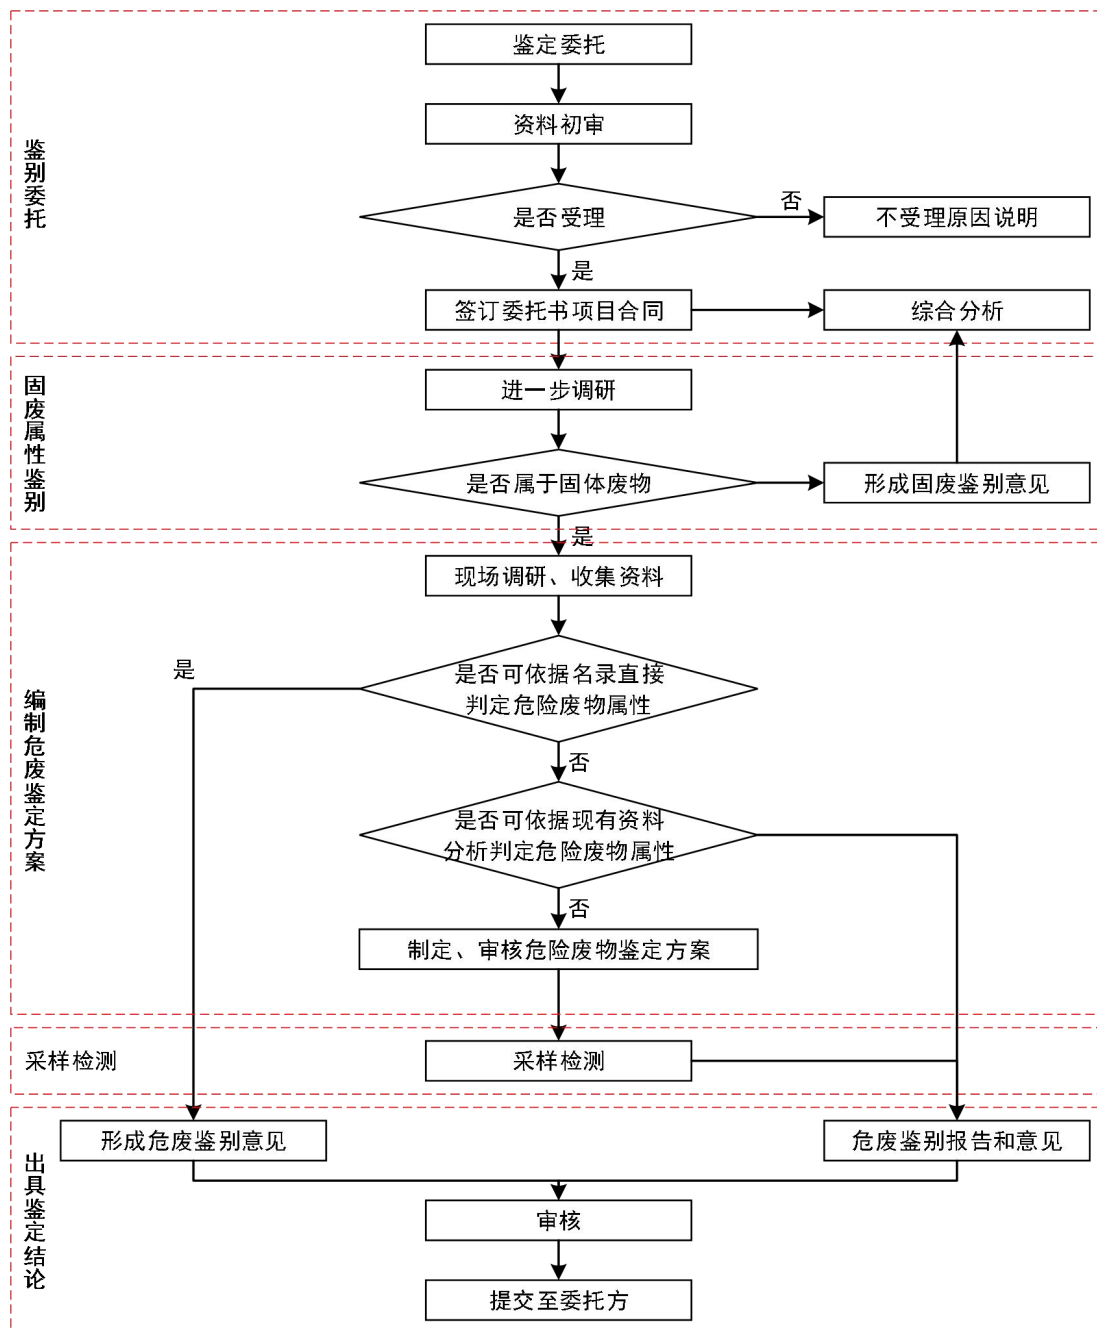 鉴别委托
鉴定委托
资料初审
是否受理
否
不受理原因说明
是
签订委托书项目合同
综合分析
固废属性鉴别
进一步调研
是否属于固体废物
形成固废鉴别意见
是
编制危废鉴定方案
现场调研、收集资料
是
是否可依据名录直接
判定危险废物属性
否
是否可依据现有资料
分析判定危险废物属性
否
制定、审核危险废物鉴定方案
采样检测
采样检测
出具鉴定结论
形成危废鉴别意见
危废鉴别报告和意见
审核
提交至委托方